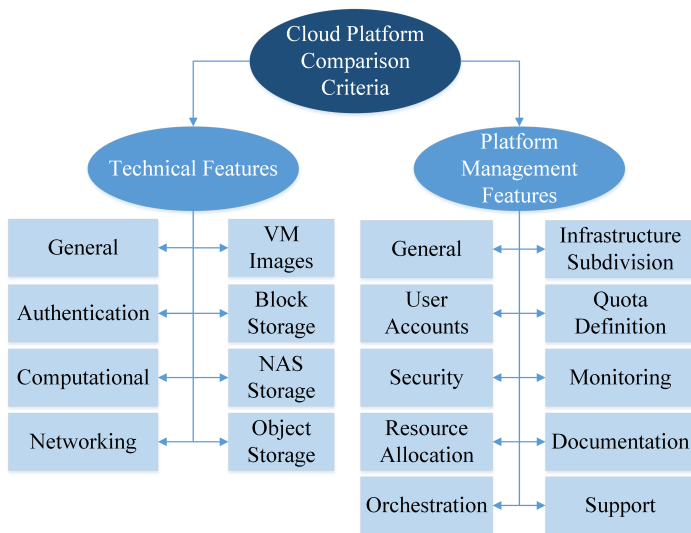 Cloud Platform
Comparison
Criteria
Technical Features
Platform
Management
Features
General
VM
Images
Authentication
Block
Storage
Computational
NAS
Storage
Networking
Object
Storage
General
Infrastructure
Subdivision
User
Accounts
Quota
Definition
Security
Monitoring
Resource
Allocation
Documentation
Orchestration
Support